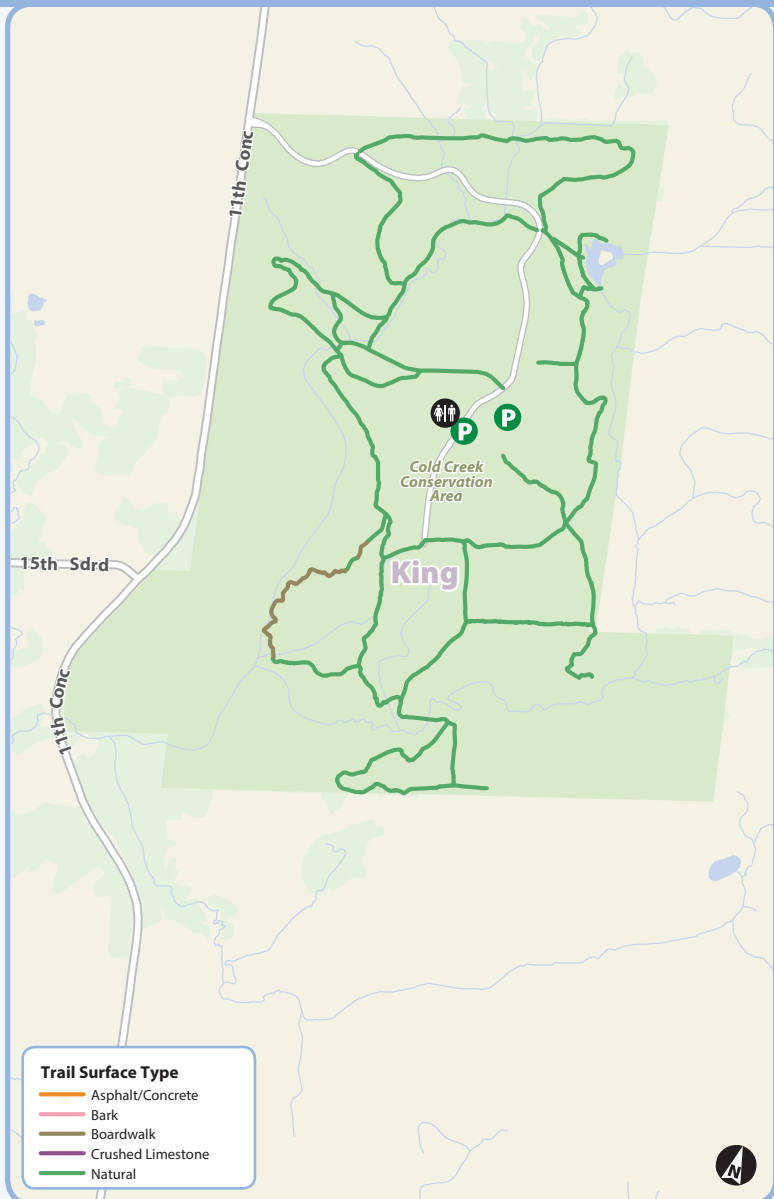 11th Conc
P
P
Cold Creek
Conservation
Area
15th Sdrd
King
11th Conc
Trail Surface Type
Asphalt/Concrete
Bark
Boardwalk
Crushed Limestone
Natural
N